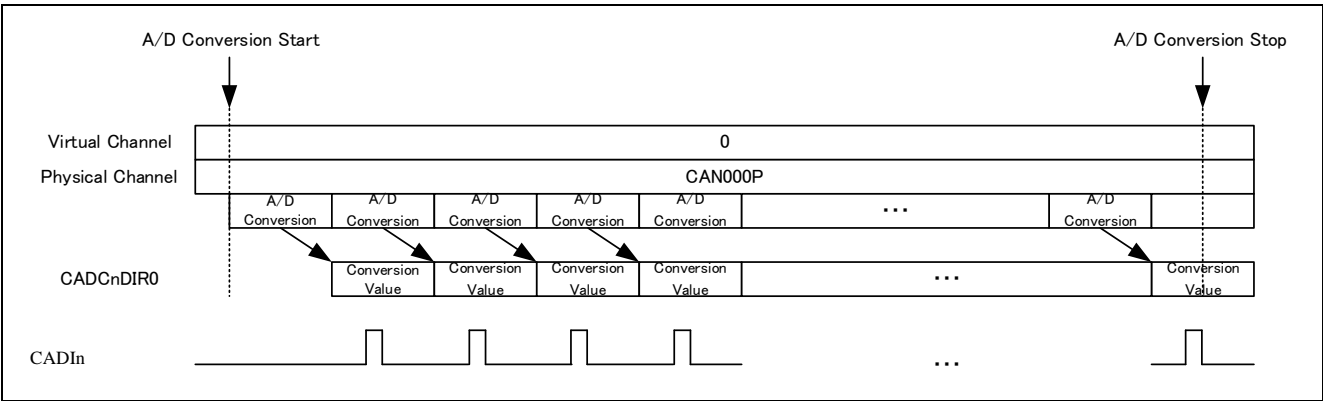 A/D Conversion Start
A/D Conversion Stop
Virtual Channel
0
Physical Channel
CAN000P
A/D Conversion
A/D Conversion
A/D Conversion
A/D Conversion
A/D Conversion
...
A/D Conversion
CADCnDIR0
Conversion Value
Conversion Value
Conversion Value
Conversion Value
...
Conversion Value
CADIn
...